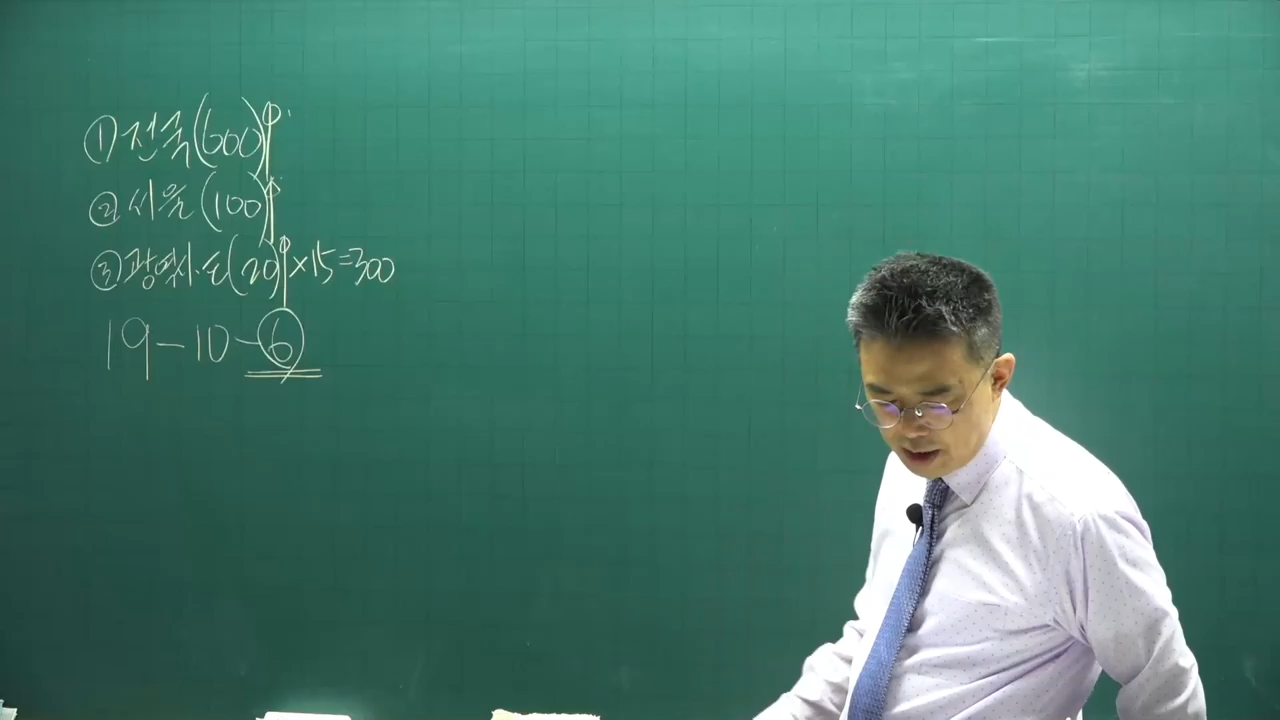 ① 전국(600)
② 서울(100)
③ 광역시·도(20)×15=300
19-10-6